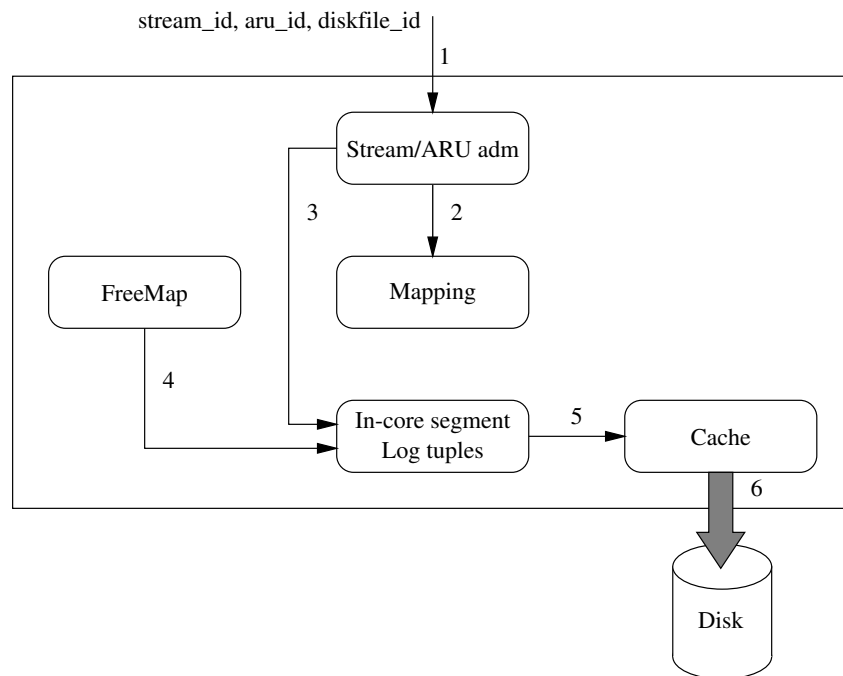 stream_id, aru_id, diskfile_id
1
Stream/ARU adm
3
2
FreeMap
Mapping
4
In-core segment
Log tuples
5
Cache
6
Disk